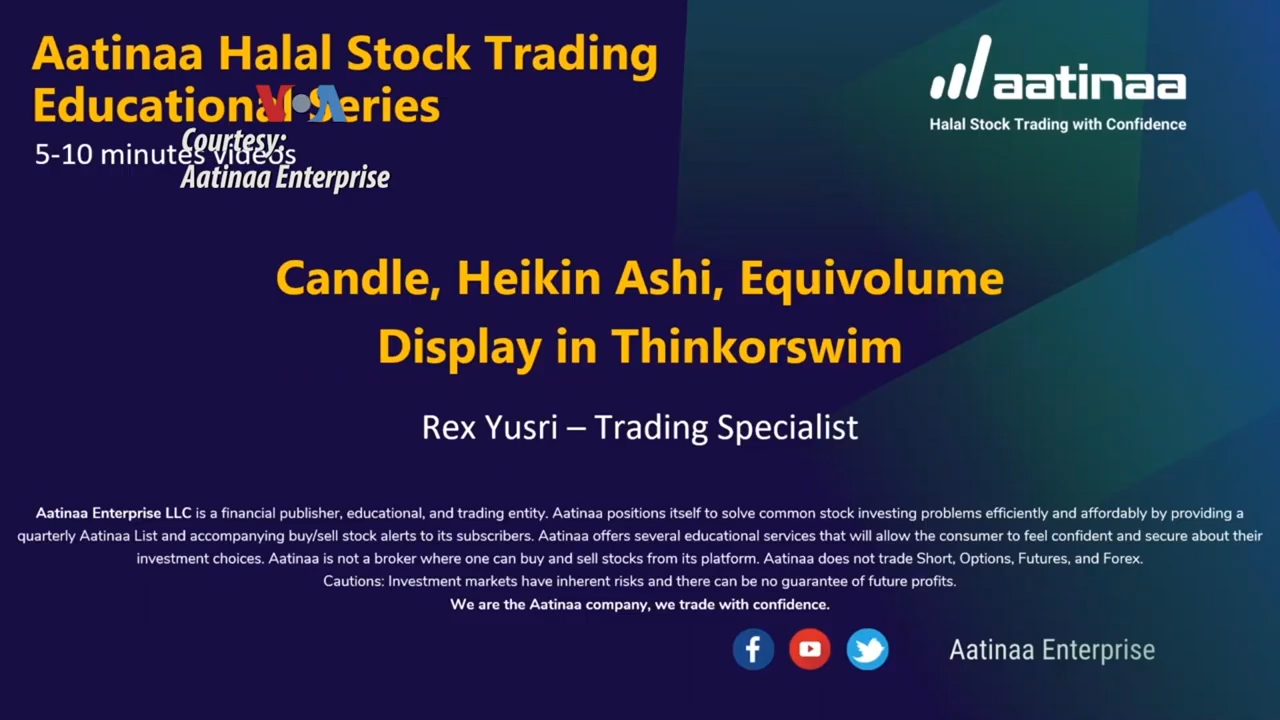 Aatinaa Halal Stock Trading
Educational Series
5-10 minutes videos
VOA
Courtesy:
Aatinaa Enterprise
aatinaa
Halal Stock Trading with Confidence
Candle, Heikin Ashi, Equivolume
Display in Thinkorswim
Rex Yusri – Trading Specialist
Aatinaa Enterprise LLC is a financial publisher, educational, and trading entity. Aatinaa positions itself to solve common stock investing problems efficiently and affordably by providing a
quarterly Aatinaa List and accompanying buy/sell stock alerts to its subscribers. Aatinaa offers several educational services that will allow the consumer to feel confident and secure about their
investment choices. Aatinaa is not a broker where one can buy and sell stocks from its platform. Aatinaa does not trade Short, Options, Futures, and Forex.
Cautions: Investment markets have inherent risks and there can be no guarantee of future profits.
We are the Aatinaa company, we trade with confidence.
Aatinaa Enterprise